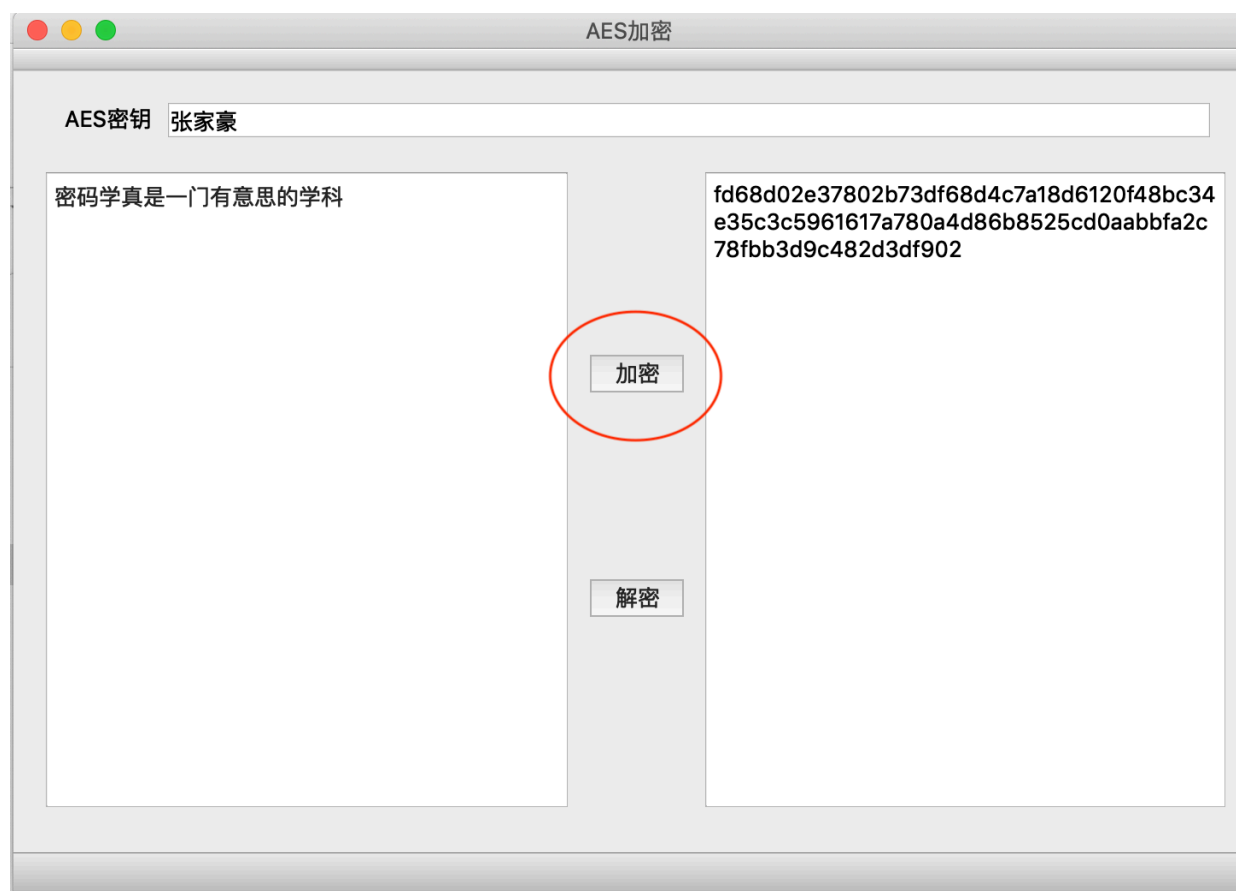 AES加密
AES密钥 张家豪
密码学真是一门有意思的学科
fd68d02e37802b73df68d4c7a18d6120f48bc34
e35c3c5961617a780a4d86b8525cd0aabbfa2c
78fbb3d9c482d3df902
加密
解密